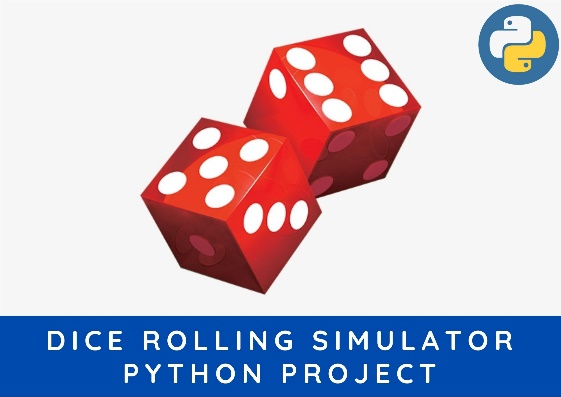 DICE ROLLING SIMULATOR
PYTHON PROJECT